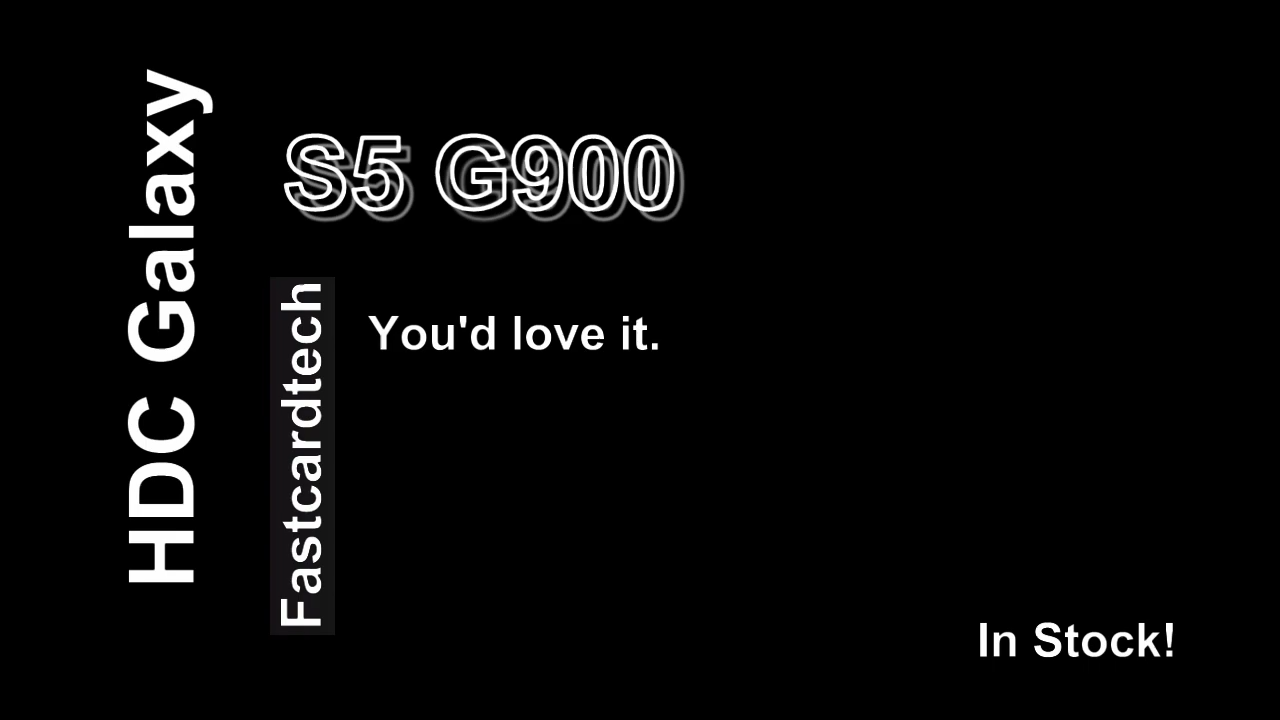 HDC Galaxy
S5 G900
Fastcardtech
You'd love it.
In Stock!